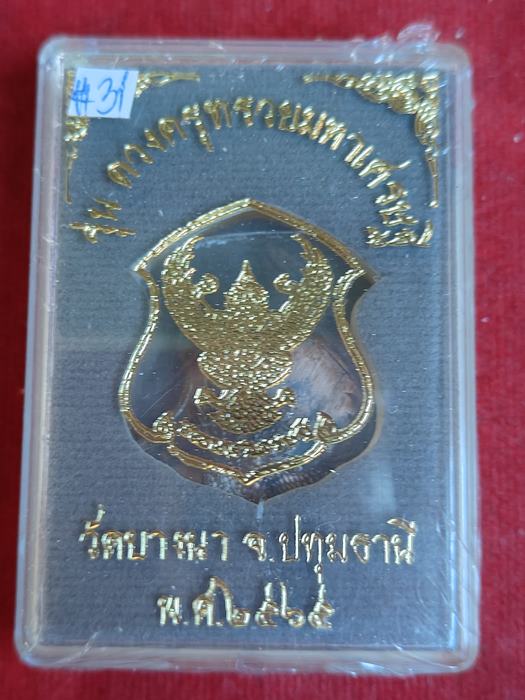 #31
รุ่น ดวงครุฑรวยมหาเศรษฐี
วัดบางนา จ.ปทุมธานี
พ.ศ.๒๕๖๕